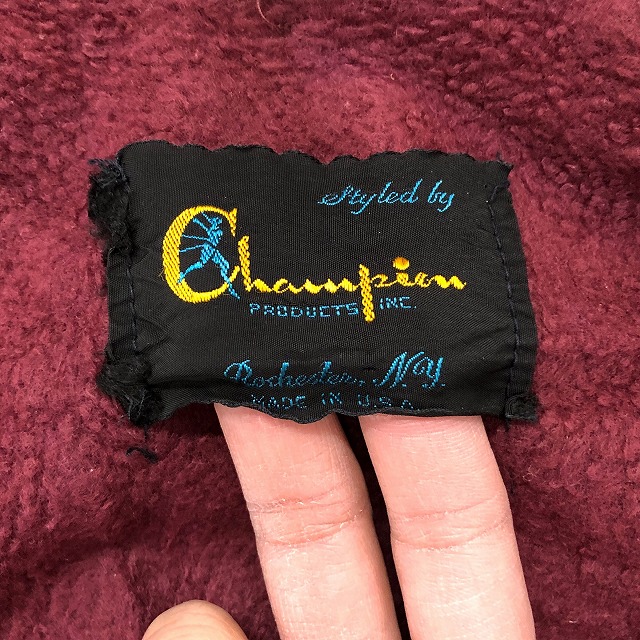 Styled by
Champion
PRODUCTS INC.
Rochester, N.Y.
MADE IN U.S.A.